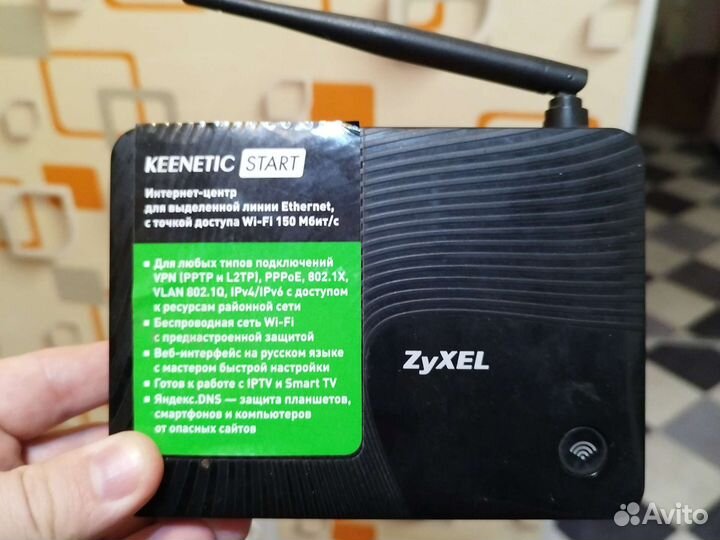 KEENETIC START
Интернет-центр
для выделенной линии Ethernet,
с точкой доступа Wi-Fi 150 Мбит/с
▪ Для любых типов подключений
VPN (PPTP и L2TP), PPPoE, 802.1X,
VLAN 802.1Q, IPv4/IPv6 с доступом
к ресурсам районной сети
▪ Беспроводная сеть Wi-Fi
с преднастроенной защитой
▪ Веб-интерфейс на русском языке
с мастером быстрой настройки
▪ Готов к работе с IPTV и Smart TV
▪ Яндекс.DNS — защита планшетов,
смартфонов и компьютеров
от опасных сайтов
ZyXEL
Avito